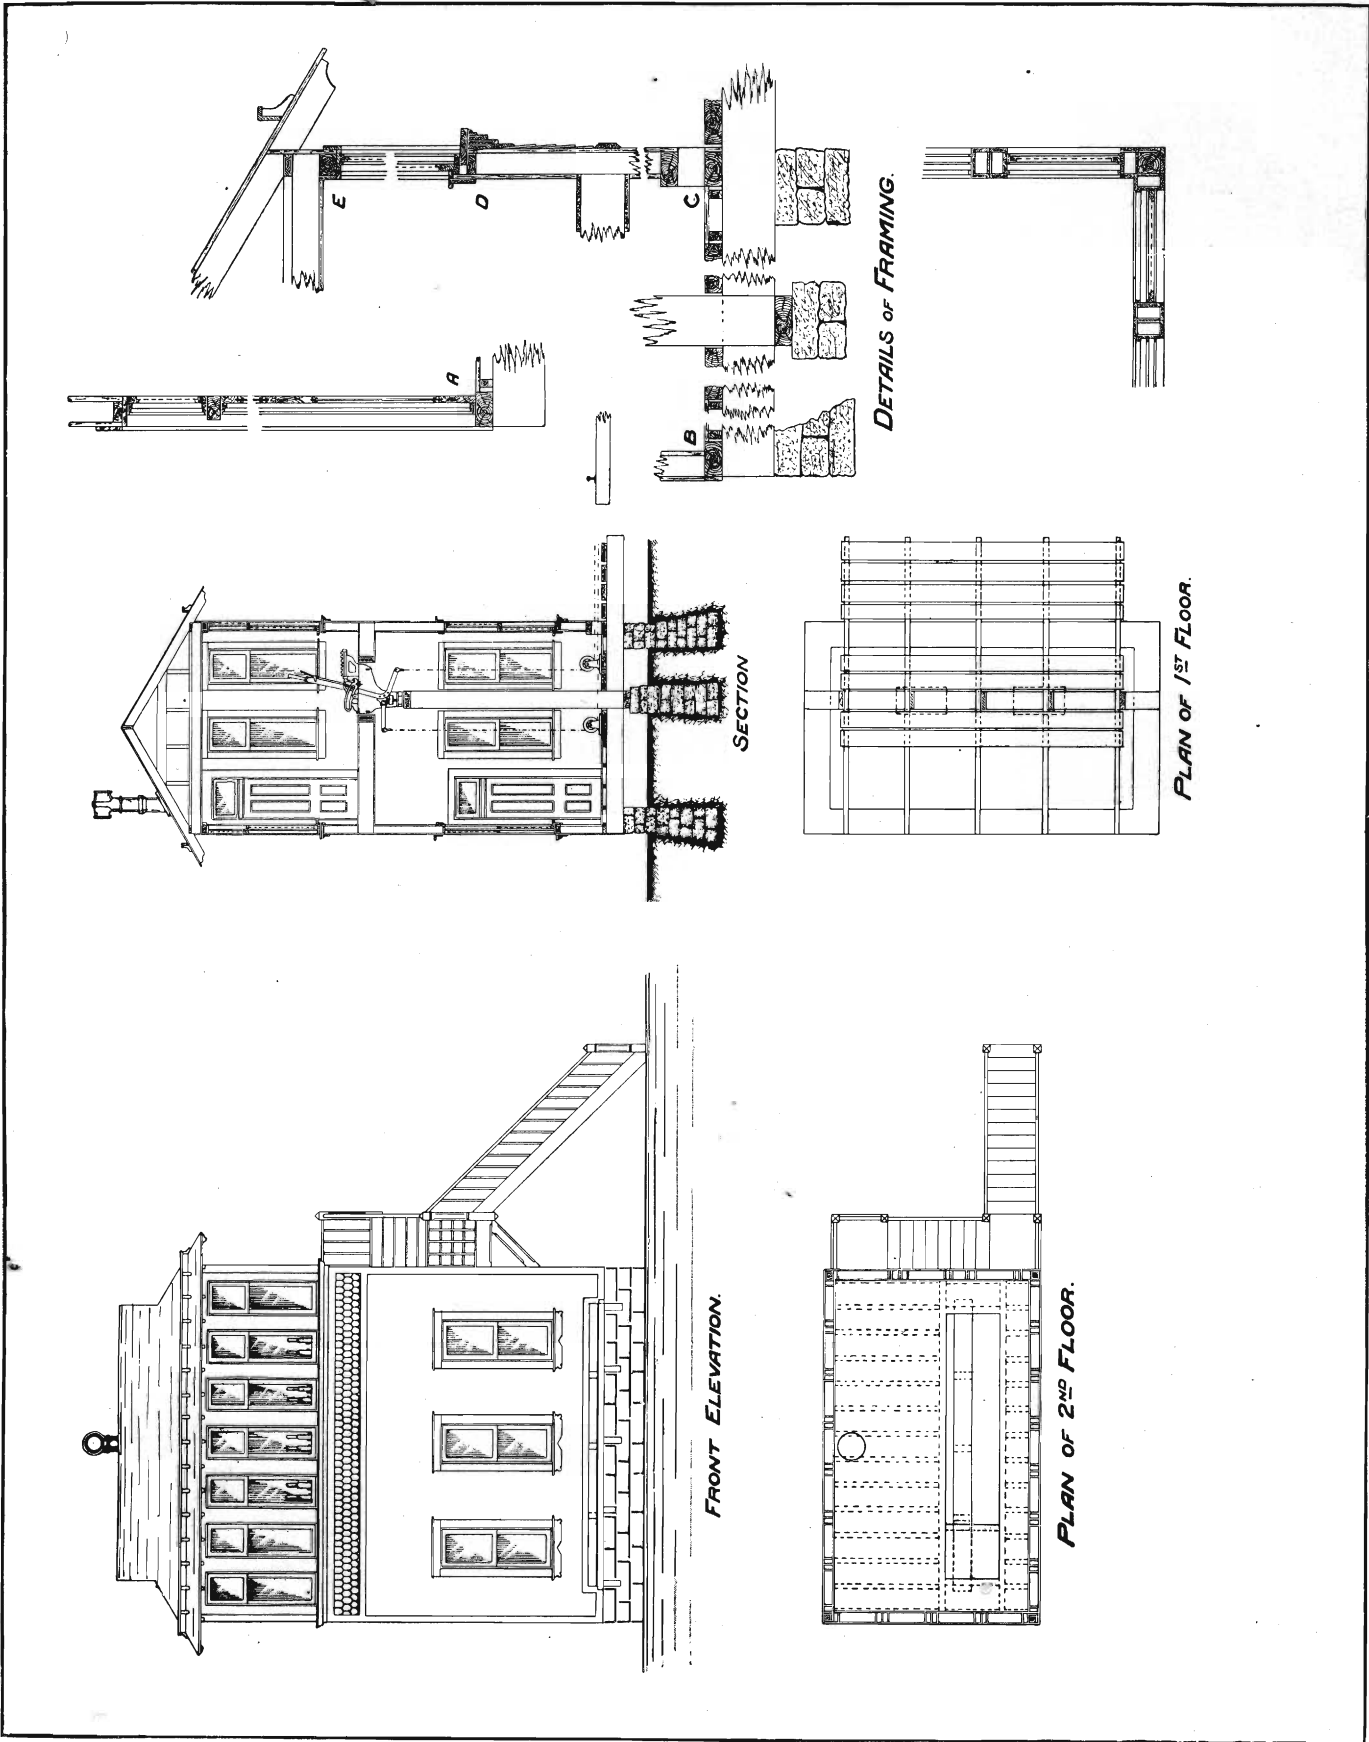 FRONT ELEVATION.
SECTION
A
B
C
D
E
DETAILS OF FRAMING.
PLAN OF 2ND FLOOR.
PLAN OF 1ST FLOOR.